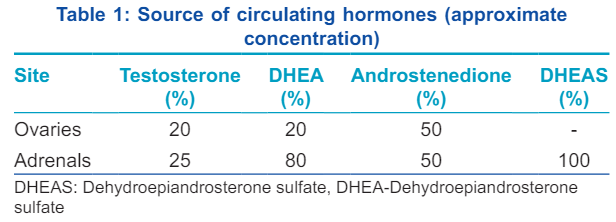 Table 1: Source of circulating hormones (approximate
concentration)
Site Testosterone DHEA Androstenedione DHEAS
(%) (%) (%) (%)
Ovaries 20 20 50 -
Adrenals 25 80 50 100
DHEAS: Dehydroepiandrosterone sulfate, DHEA-Dehydroepiandrosterone
sulfate